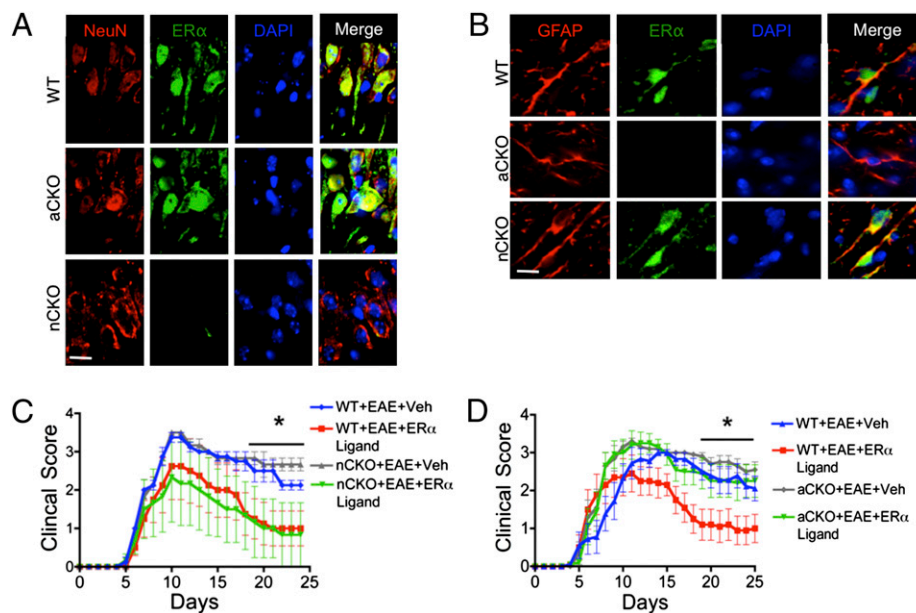 A
NeuN ERα DAPI Merge
WT
aCKO
nCKO
B
GFAP ERα DAPI Merge
WT
aCKO
nCKO
C
Clinical Score
4
3
2
1
0
0 5 10 15 20 25
Days
*
WT+EAE+Veh
WT+EAE+ERα
Ligand
nCKO+EAE+Veh
nCKO+EAE+ERα
Ligand
D
Clinical Score
4
3
2
1
0
0 5 10 15 20 25
Days
*
WT+EAE+Veh
WT+EAE+ERα
Ligand
aCKO+EAE+Veh
aCKO+EAE+ERα
Ligand